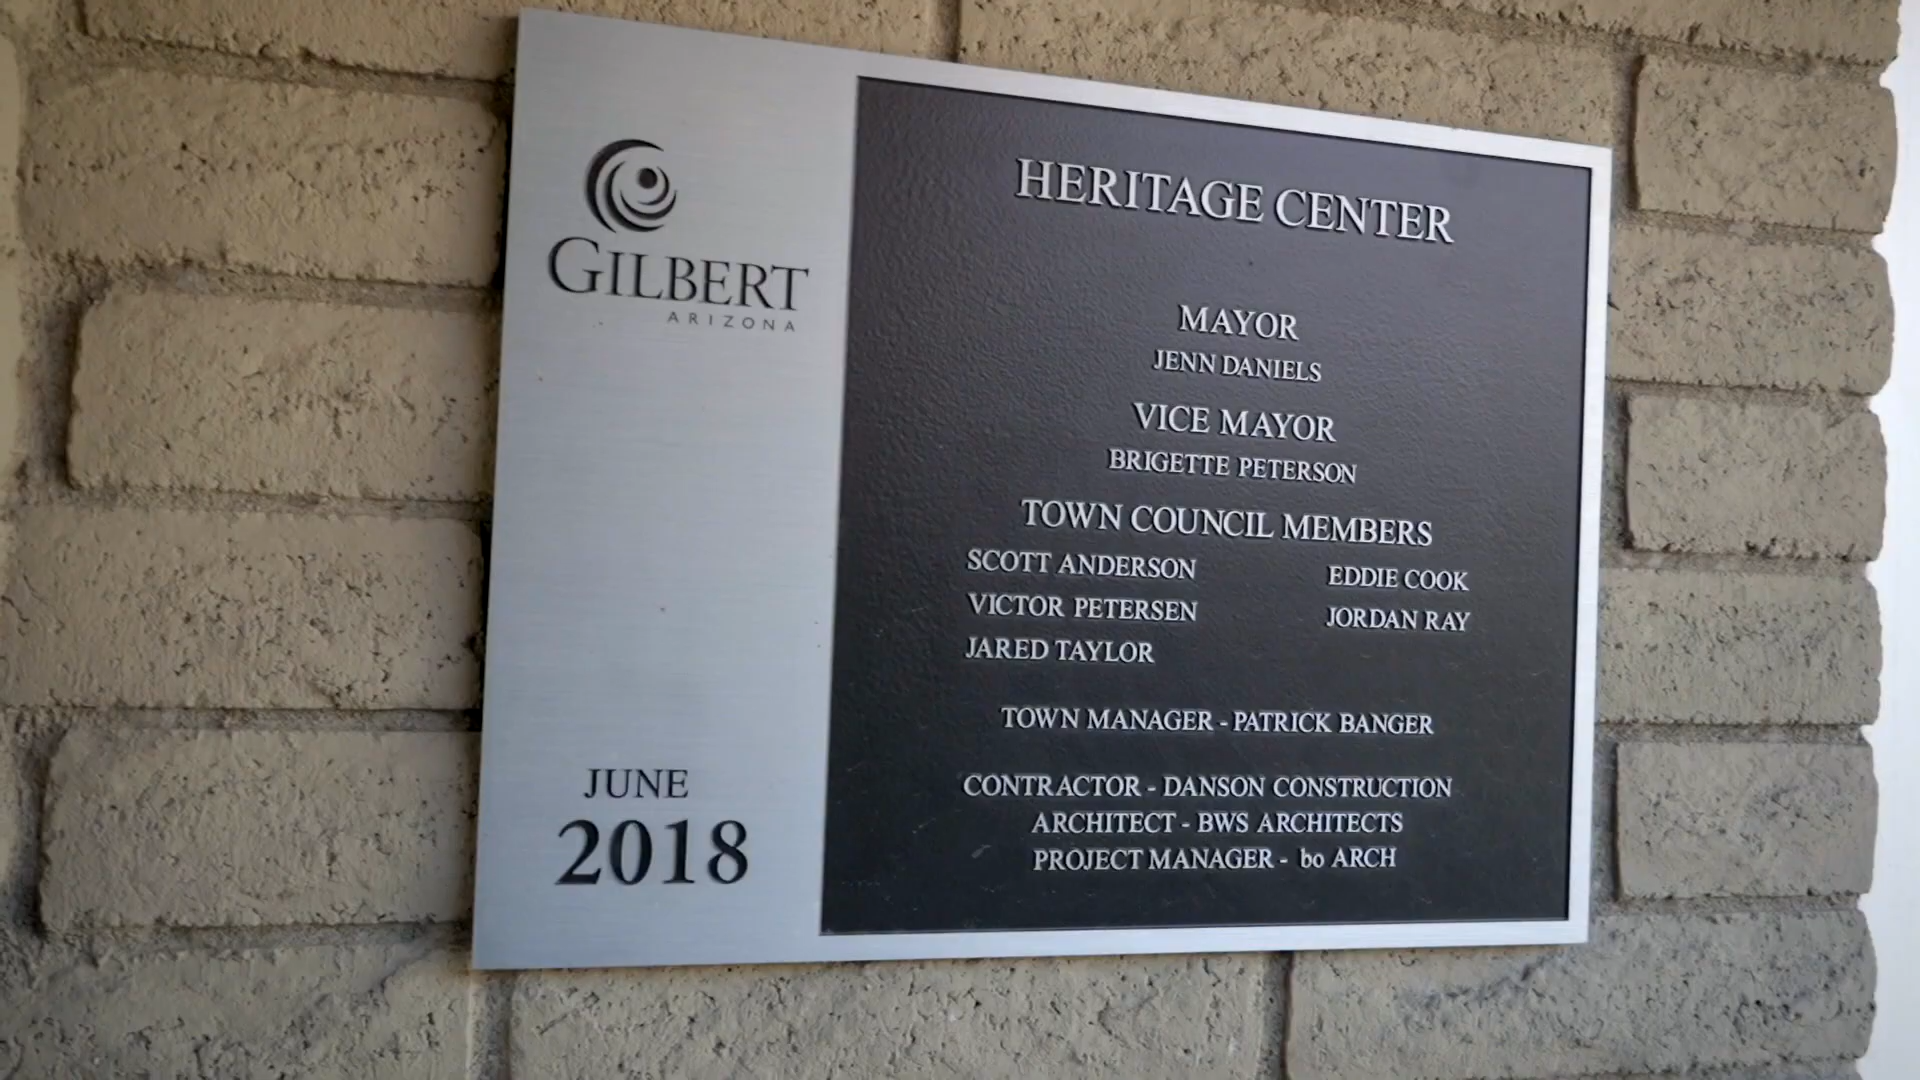 GILBERT
ARIZONA
JUNE
2018
HERITAGE CENTER
MAYOR
JENN DANIELS
VICE MAYOR
BRIGETTE PETERSON
TOWN COUNCIL MEMBERS
SCOTT ANDERSON EDDIE COOK
VICTOR PETERSEN JORDAN RAY
JARED TAYLOR
TOWN MANAGER - PATRICK BANGER
CONTRACTOR - DANSON CONSTRUCTION
ARCHITECT - BWS ARCHITECTS
PROJECT MANAGER - bo ARCH